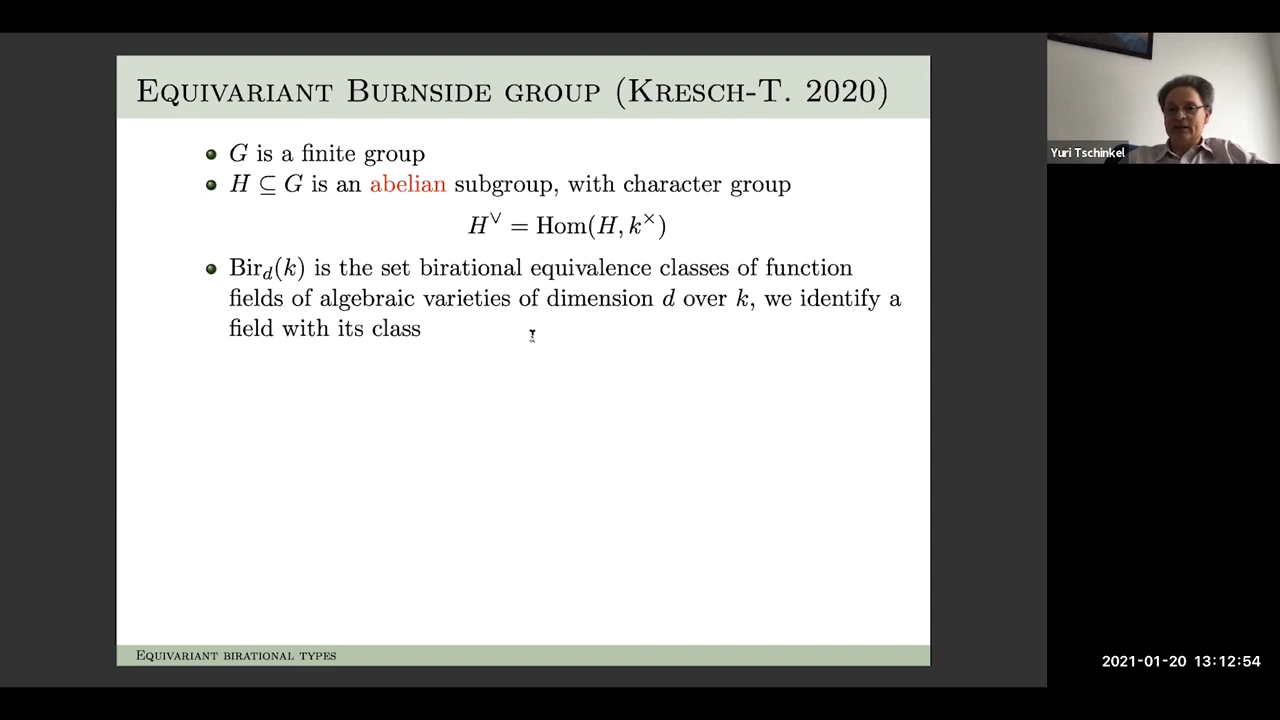 EQUIVARIANT BURNSIDE GROUP (KRESCH-T. 2020)
G is a finite group
H ⊆ G is an abelian subgroup, with character group
H^∨ = Hom(H, k^×)
Bir_d(k) is the set birational equivalence classes of function
fields of algebraic varieties of dimension d over k, we identify a
field with its class
EQUIVARIANT BIRATIONAL TYPES
Yuri Tschinkel
2021-01-20 13:12:54